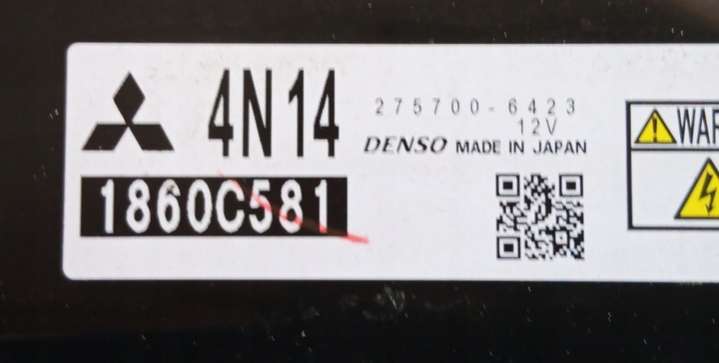 4N14
275700-6423
12V
DENSO MADE IN JAPAN
1860C581